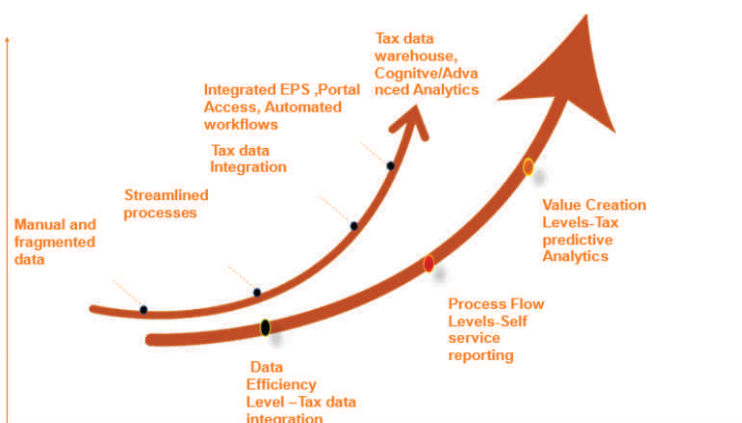 Tax data
warehouse,
Cognitve/Adva
nced Analytics
Integrated EPS ,Portal
Access, Automated
workflows
Tax data
Integration
Streamlined
processes
Manual and
fragmented
data
Value Creation
Levels-Tax
predictive
Analytics
Process Flow
Levels-Self
service
reporting
Data
Efficiency
Level –Tax data
integration